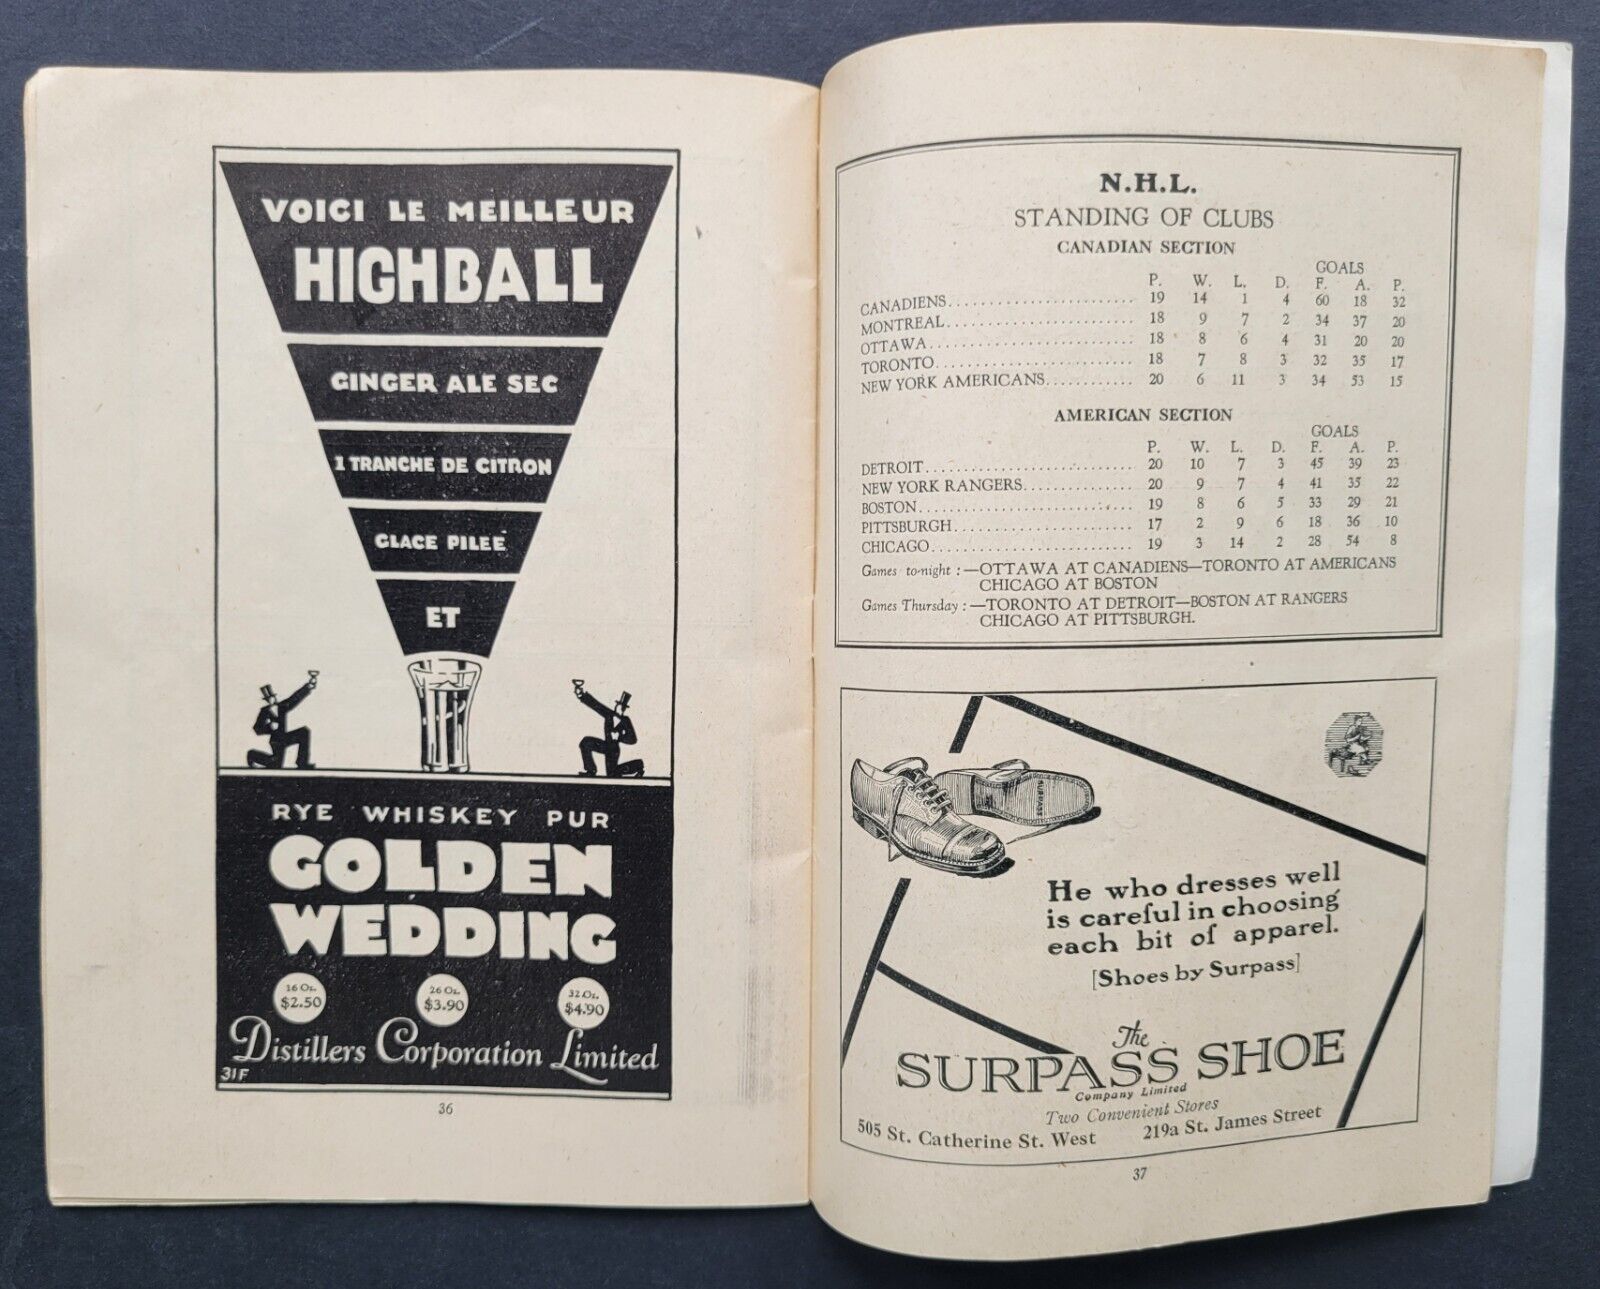 VOICI LE MEILLEUR
HIGHBALL
GINGER ALE SEC
1 TRANCHE DE CITRON
GLACE PILEE
ET
RYE WHISKEY PUR
GOLDEN
WEDDING
16 Oz. 26 Oz. 32 Oz.
$2.50 $3.90 $4.90
Distillers Corporation Limited
31F
36
N.H.L.
STANDING OF CLUBS
CANADIAN SECTION
GOALS
P. W. L. D. F. A. P.
CANADIENS........................ 19 14 1 4 60 18 32
MONTREAL........................ 18 9 7 2 34 37 20
OTTAWA.......................... 18 8 6 4 31 20 20
TORONTO......................... 18 7 8 3 32 35 17
NEW YORK AMERICANS............ 20 6 11 3 34 53 15
AMERICAN SECTION
GOALS
P. W. L. D. F. A. P.
DETROIT........................... 20 10 7 3 45 39 23
NEW YORK RANGERS.............. 20 9 7 4 41 35 22
BOSTON........................... 19 8 6 5 33 29 21
PITTSBURGH....................... 17 2 9 6 18 36 10
CHICAGO.......................... 19 3 14 2 28 54 8
Games to-night :—OTTAWA AT CANADIENS—TORONTO AT AMERICANS
CHICAGO AT BOSTON
Games Thursday :—TORONTO AT DETROIT—BOSTON AT RANGERS
CHICAGO AT PITTSBURGH.
SURPASS
He who dresses well
is careful in choosing
each bit of apparel.
[Shoes by Surpass]
The
SURPASS SHOE
Company Limited
Two Convenient Stores
505 St. Catherine St. West 219a St. James Street
37